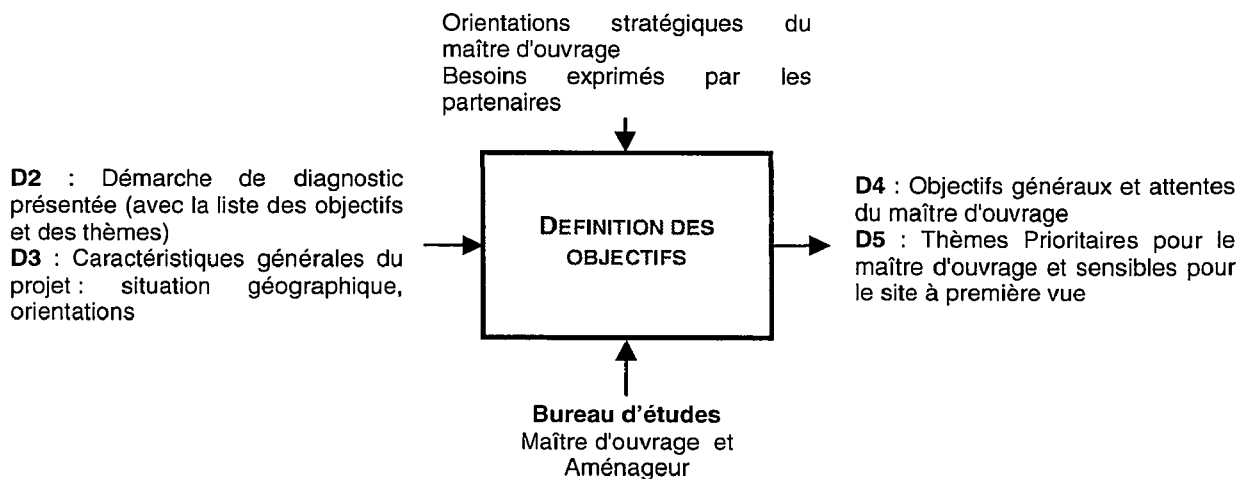 Orientations stratégiques du
maître d'ouvrage
Besoins exprimés par les
partenaires
D2 : Démarche de diagnostic
présentée (avec la liste des objectifs
et des thèmes)
D3 : Caractéristiques générales du
projet : situation géographique,
orientations
DEFINITION DES
OBJECTIFS
D4 : Objectifs généraux et attentes
du maître d'ouvrage
D5 : Thèmes Prioritaires pour le
maître d'ouvrage et sensibles pour
le site à première vue
Bureau d'études
Maître d'ouvrage et
Aménageur